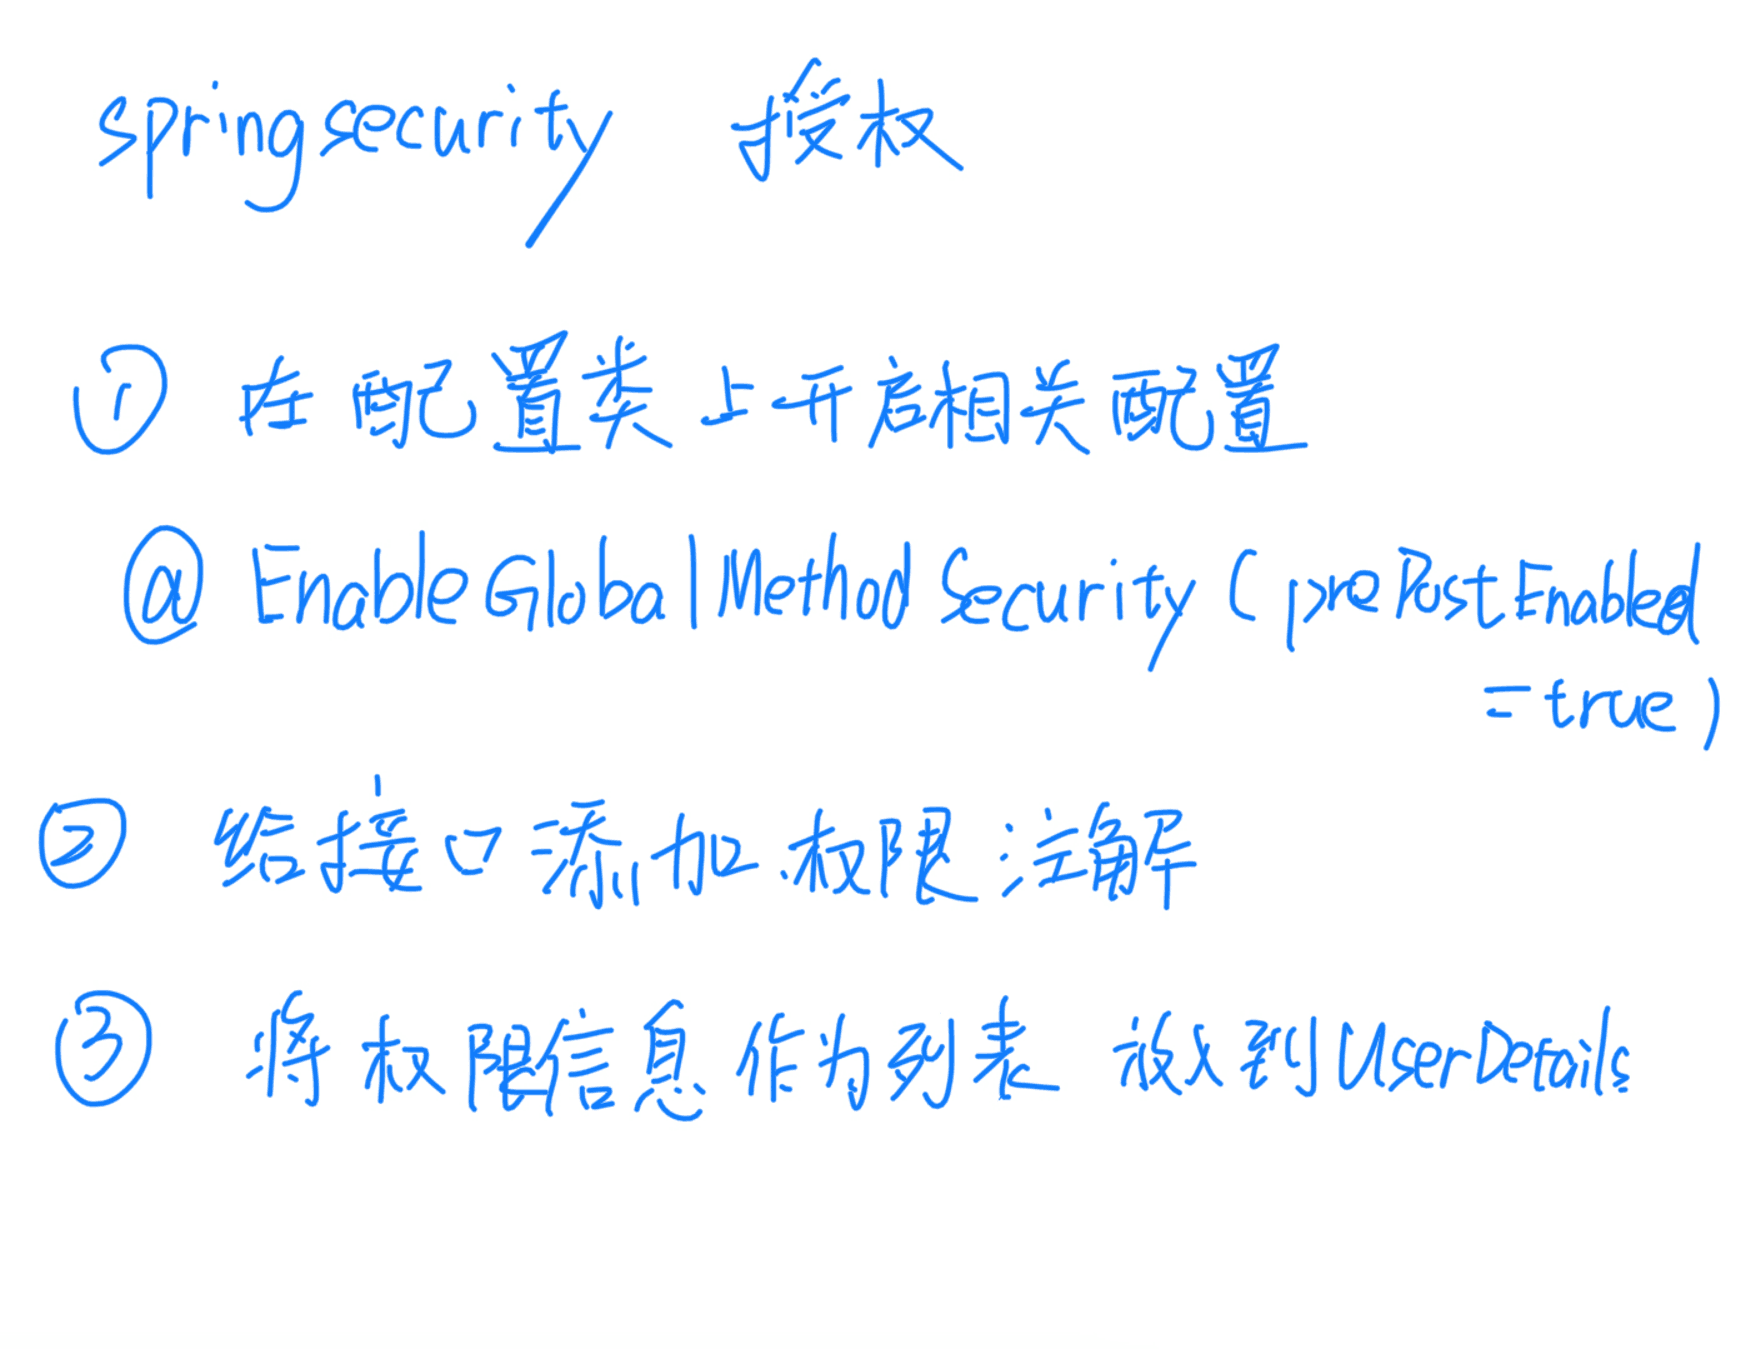 springsecurity 授权
① 在配置类上开启相关配置
@EnableGlobalMethodSecurity(prePostEnabled
=true)
② 给接口添加权限注解
③ 将权限信息作为列表 放到UserDetails